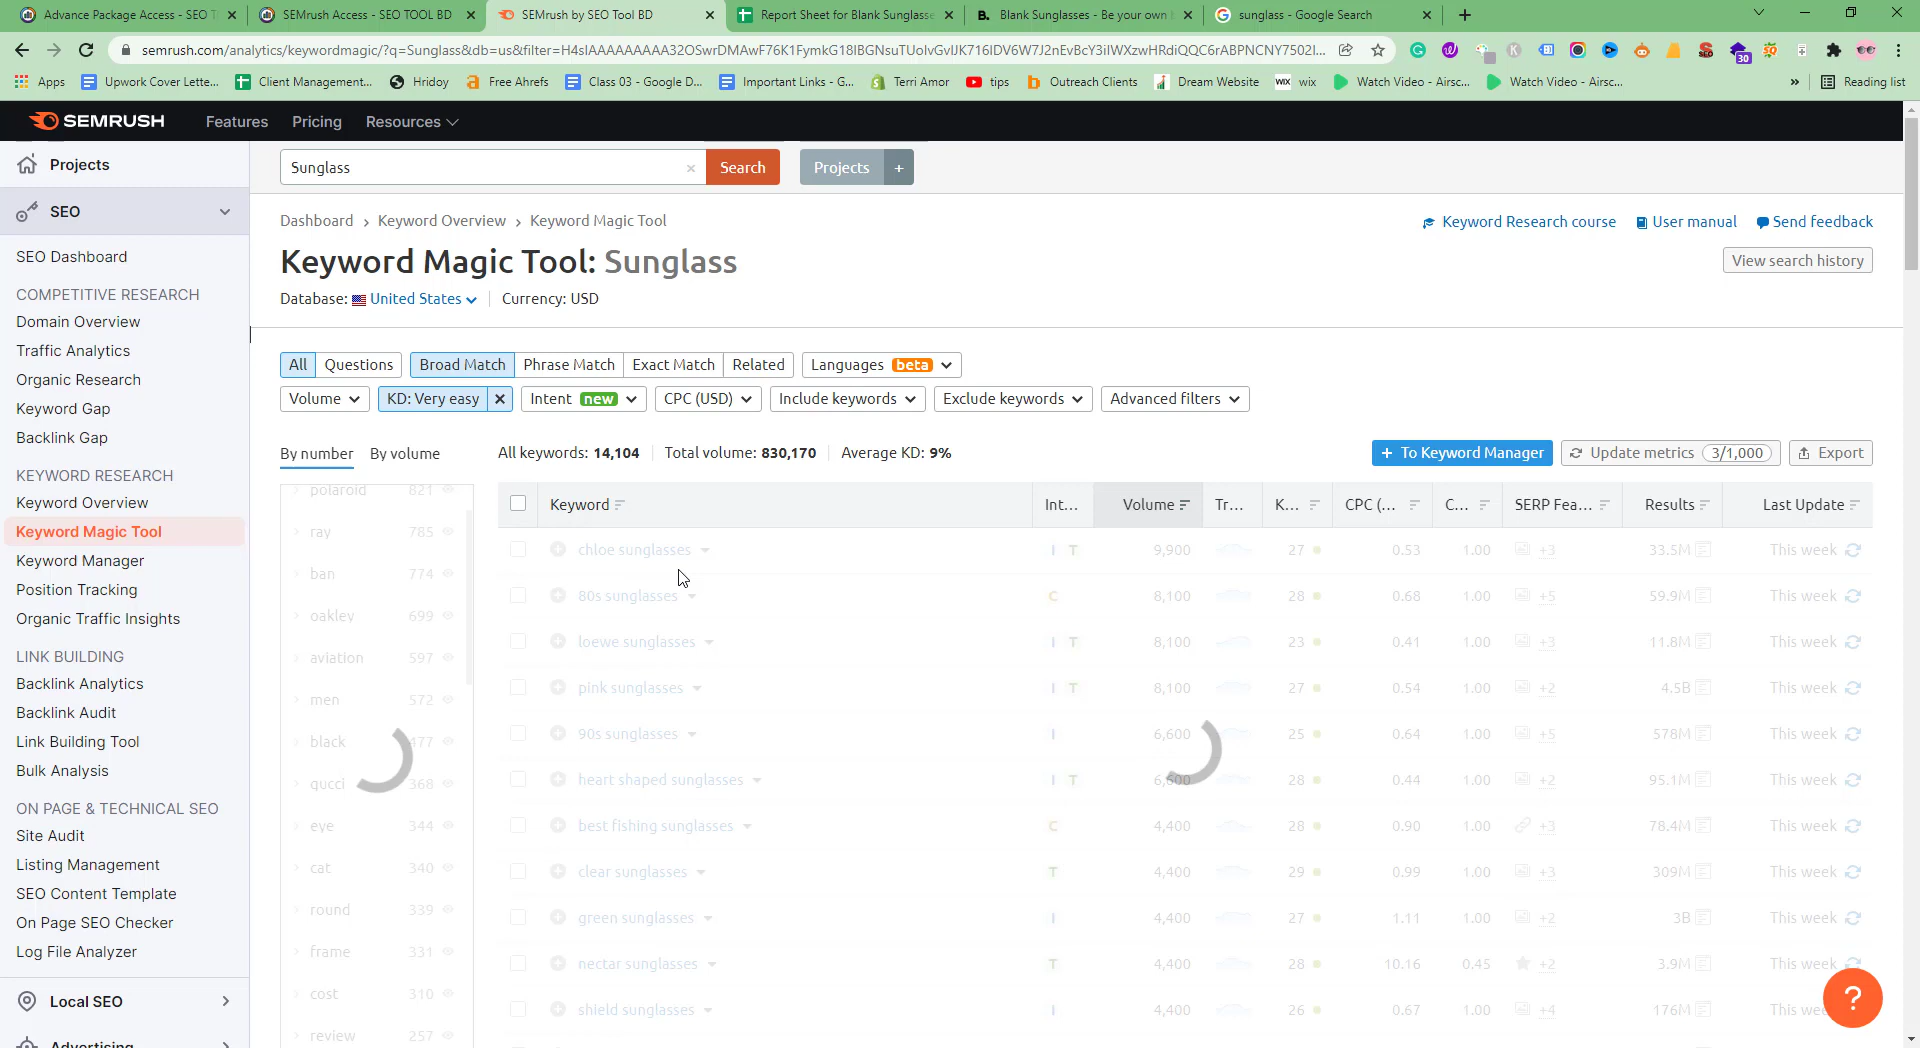 Advance Package Access - SEO T
SEMrush Access - SEO TOOL BD
SEmrush by SEO Tool BD
Report Sheet for Blank Sunglasse
Blank Sunglasses - Be your own
sunglass - Google Search
semrush.com/analytics/keywordmagic/?q=Sunglass&db=us&filter=H4sIAAAAAAAAA32OSwrDMAwF76K1FymkG18IBGNsuTUolvGvIJK716IDV6W7J2nEvBcY3iIWXzwHRdiQQC6rABPNCNY7502I...
30
Apps
Upwork Cover Lette...
Client Management...
Hridoy
Free Ahrefs
Class 03 - Google D...
Important Links - G...
Terri Amor
tips
Outreach Clients
Dream Website
WIX wix
Watch Video - Airsc...
Watch Video - Airsc...
»
Reading list
SEMRUSH
Features
Pricing
Resources
Projects
Sunglass
Search
Projects +
SEO
Dashboard › Keyword Overview › Keyword Magic Tool
Keyword Research course
User manual
Send feedback
SEO Dashboard
Keyword Magic Tool: Sunglass
View search history
COMPETITIVE RESEARCH
Database: United States
Currency: USD
Domain Overview
Traffic Analytics
Organic Research
Keyword Gap
Backlink Gap
All Questions Broad Match Phrase Match Exact Match Related Languages beta
Volume KD: Very easy Intent new CPC (USD) Include keywords Exclude keywords Advanced filters
By number By volume
All keywords: 14,104 Total volume: 830,170 Average KD: 9%
+ To Keyword Manager Update metrics 3/1,000 Export
KEYWORD RESEARCH
Keyword Overview
Keyword Magic Tool
Keyword Manager
Position Tracking
Organic Traffic Insights
LINK BUILDING
Backlink Analytics
Backlink Audit
Link Building Tool
Bulk Analysis
ON PAGE & TECHNICAL SEO
Site Audit
Listing Management
SEO Content Template
On Page SEO Checker
Log File Analyzer
Local SEO
Advertising
polaroid 821
ray 785
ban 774
oakley 699
aviation 597
men 572
black 477
gucci 368
eye 344
cat 340
round 339
frame 331
cost 310
review 257
Keyword Int... Volume Tr... K... CPC (... C... SERP Fea... Results Last Update
chloe sunglasses I T 9,900 27 0.53 1.00 +3 33.5M This week
80s sunglasses C 8,100 28 0.68 1.00 +5 59.9M This week
loewe sunglasses I T 8,100 23 0.41 1.00 +3 11.8M This week
pink sunglasses I T 8,100 27 0.54 1.00 +2 4.5B This week
90s sunglasses I 6,600 25 0.64 1.00 +5 578M This week
heart shaped sunglasses I T 6,600 28 0.44 1.00 +2 95.1M This week
best fishing sunglasses C 4,400 28 0.90 1.00 +3 78.4M This week
clear sunglasses T 4,400 29 0.99 1.00 +3 309M This week
green sunglasses I 4,400 27 1.11 1.00 +2 3B This week
nectar sunglasses T 4,400 28 10.16 0.45 +2 3.9M This week
shield sunglasses I 4,400 26 0.67 1.00 +4 176M This we
?